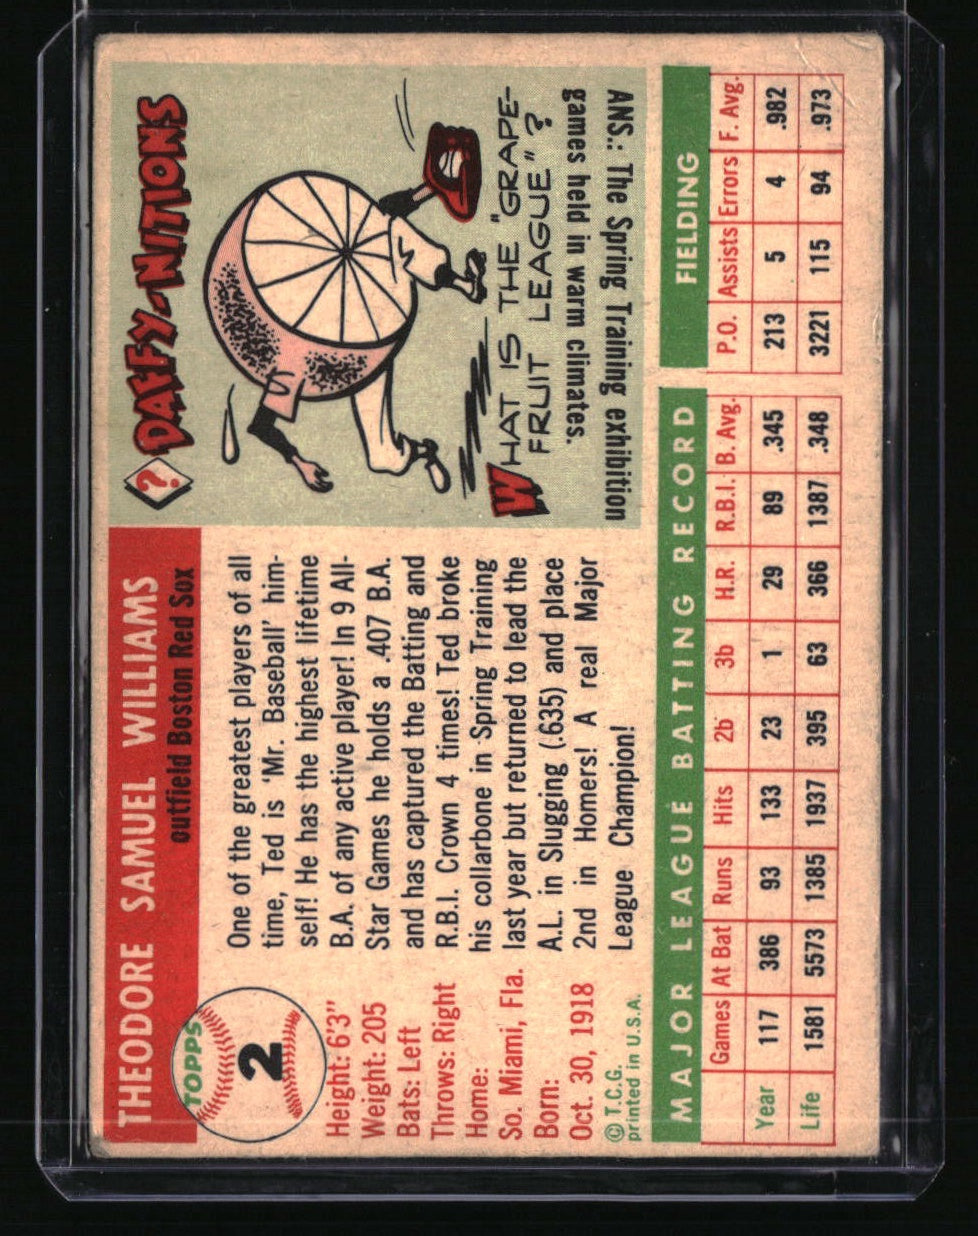 THEODORE SAMUEL WILLIAMS
outfield Boston Red Sox
TOPPS
2
Height: 6'3"
Weight: 205
Bats: Left
Throws: Right
Home:
So. Miami, Fla.
Born:
Oct. 30, 1918
© T.C.G.
printed in U.S.A.
One of the greatest players of all
time, Ted is 'Mr. Baseball' him-
self! He has the highest lifetime
B.A. of any active player! In 9 All-
Star Games he holds a .407 B.A.
and has captured the Batting and
R.B.I. Crown 4 times! Ted broke
his collarbone in Spring Training
last year but returned to lead the
A.L. in Slugging (.635) and place
2nd in Homers! A real Major
League Champion!
? DAFFY-NITIONS
WHAT IS THE "GRAPE-
FRUIT LEAGUE"?
ANS.: The Spring Training exhibition
games held in warm climates.
MAJOR LEAGUE BATTING RECORD FIELDING
Games At Bat Runs Hits 2b 3b H.R. R.B.I. B. Avg. P.O. Assists Errors F. Avg.
Year 117 386 93 133 23 1 29 89 .345 213 5 4 .982
Life 1581 5573 1385 1937 395 63 366 1387 .348 3221 115 94 .973